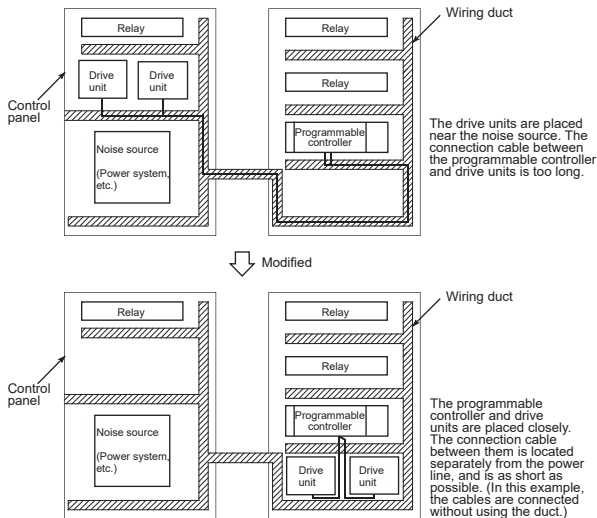 Wiring duct
Relay
Drive
unit
Drive
unit
Relay
Control
panel
Noise source
(Power system,
etc.)
Relay
Programmable
controller
The drive units are placed
near the noise source. The
connection cable between
the programmable controller
and drive units is too long.
Modified
Wiring duct
Relay
Relay
Control
panel
Noise source
(Power system,
etc.)
Relay
Programmable
controller
Drive
unit
Drive
unit
The programmable
controller and drive
units are placed closely.
The connection cable
between them is located
separately from the power
line, and is as short as
possible. (In this example,
the cables are connected
without using the duct.)